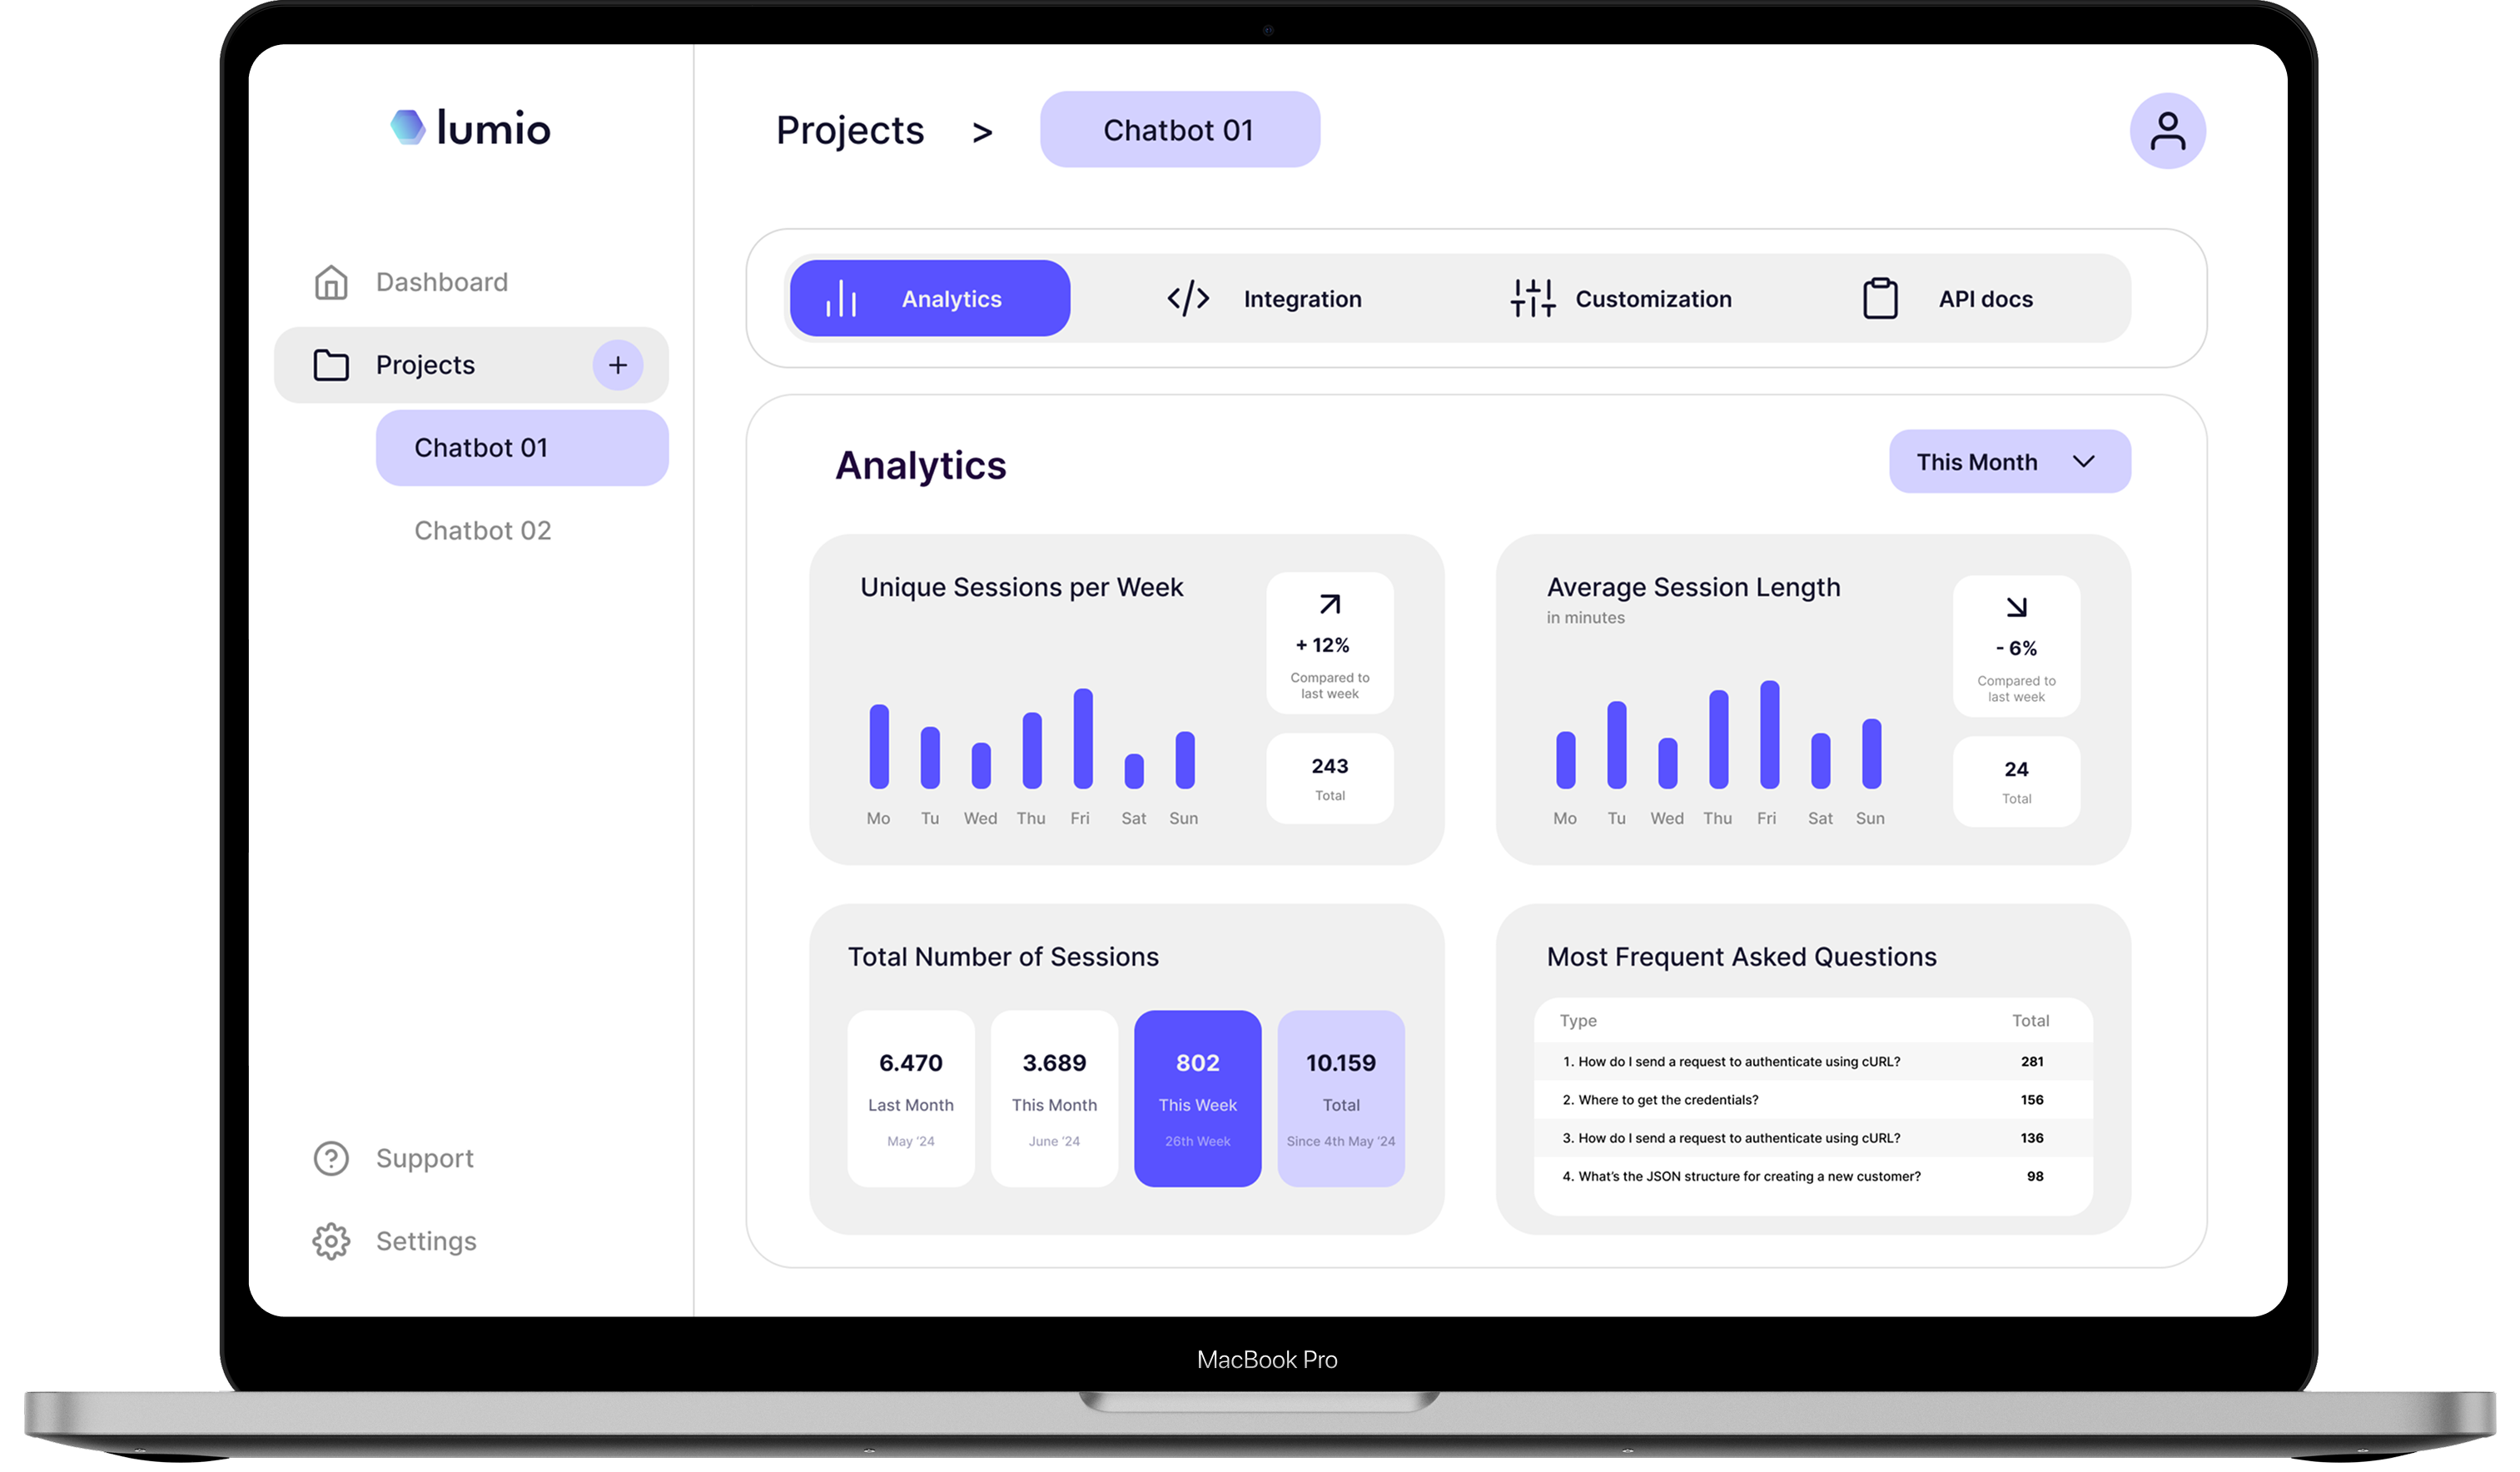 lumio
Dashboard
Projects
+
Chatbot 01
Chatbot 02
Support
Settings
Projects > Chatbot 01
Analytics
</> Integration
Customization
API docs
Analytics
This Month
Unique Sessions per Week
+ 12%
Compared to
last week
243
Total
Mo Tu Wed Thu Fri Sat Sun
Average Session Length
in minutes
- 6%
Compared to
last week
24
Total
Mo Tu Wed Thu Fri Sat Sun
Total Number of Sessions
6.470
Last Month
May ‘24
3.689
This Month
June ‘24
802
This Week
26th Week
10.159
Total
Since 4th May ‘24
Most Frequent Asked Questions
Type Total
1. How do I send a request to authenticate using cURL? 281
2. Where to get the credentials? 156
3. How do I send a request to authenticate using cURL? 136
4. What’s the JSON structure for creating a new customer? 98
MacBook Pro